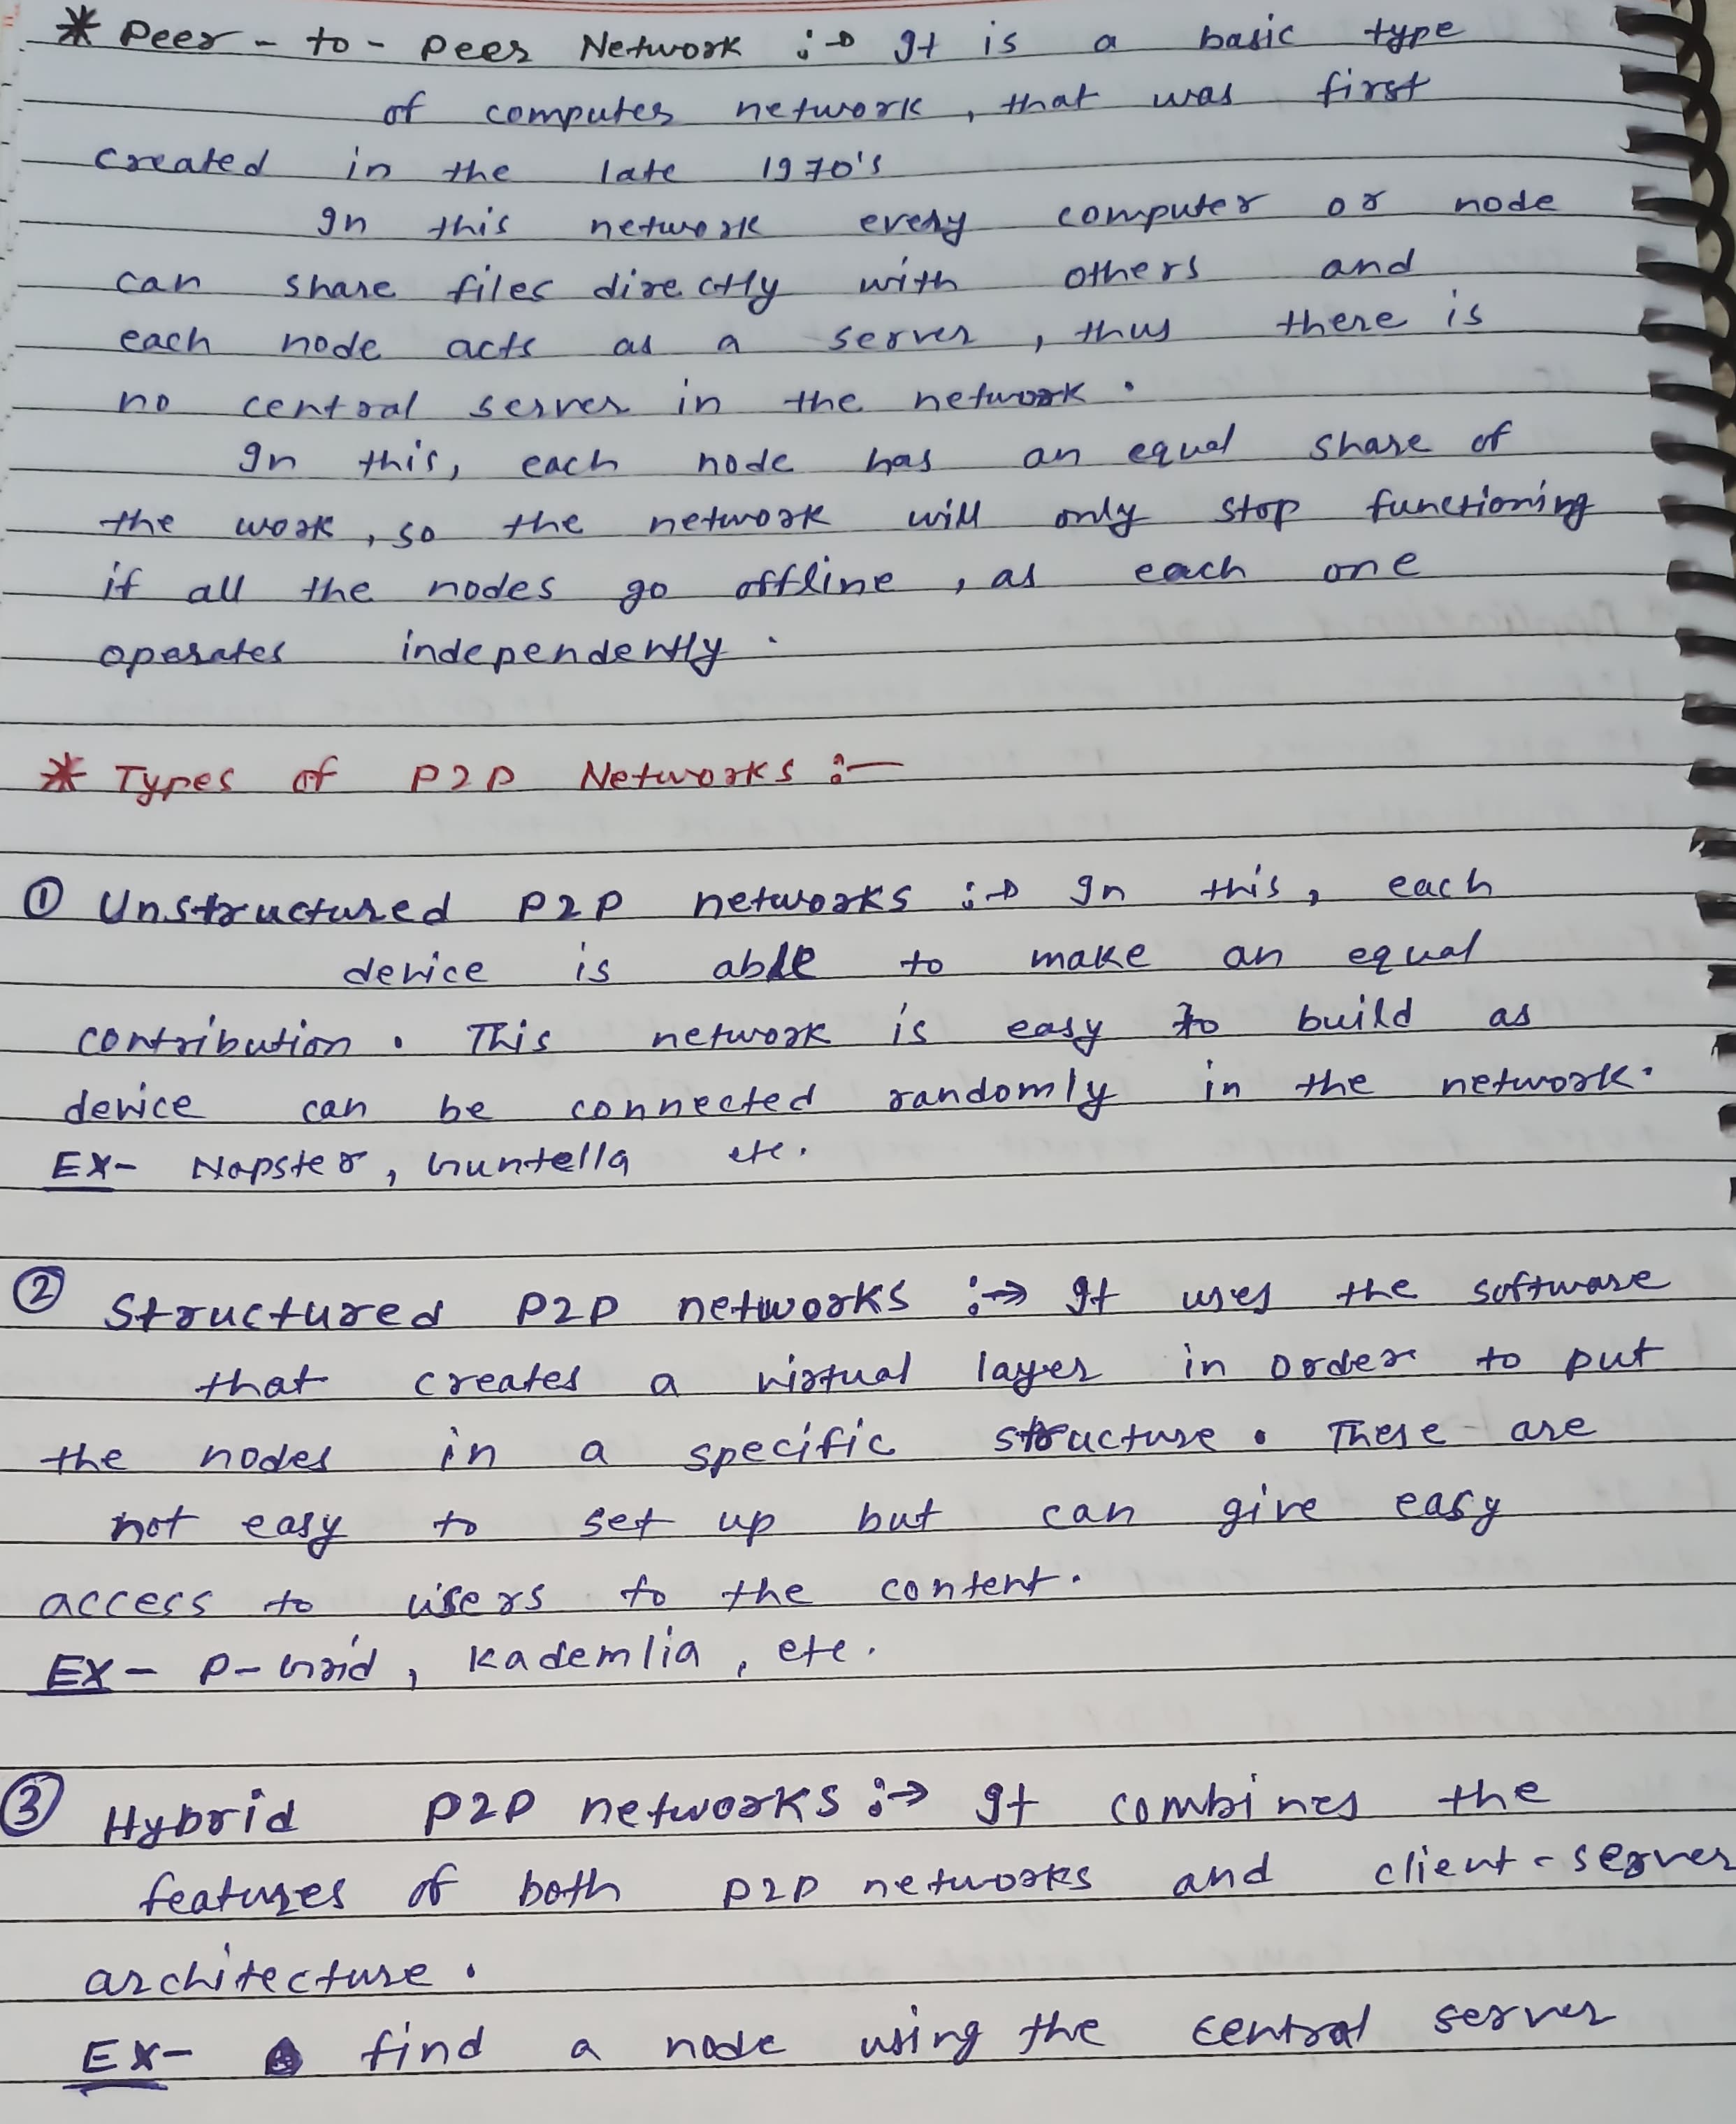 * Peer - to - Peer Network :→ It is a basic type
of computer network, that was first
created in the late 1970's
In this network every computer or node
can share files directly with others and
each node acts as a server, thus there is
no central server in the network.
In this, each node has an equal share of
the work, so the network will only stop functioning
if all the nodes go offline, as each one
operates independently.
* Types of P2P Networks :-
① Unstructured P2P networks :→ In this, each
device is able to make an equal
contribution. This network is easy to build as
device can be connected randomly in the network.
EX- Napster, Gnuntella etc.
② Structured P2P networks :→ It uses the software
that creates a virtual layer in order to put
the nodes in a specific structure. These are
not easy to set up but can give easy
access to users to the content.
EX- P-Grid, Kademlia, etc.
③ Hybrid P2P networks :→ It combines the
features of both P2P networks and client-server
architecture.
EX- find a node using the central server